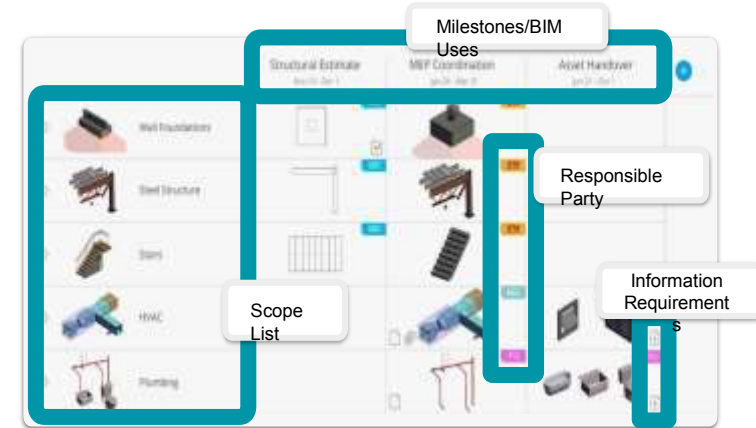 Milestones/BIM
Uses
Structural Estimate
MEP Coordination
Asset Handover
Wall Foundations
Responsible
Party
Steel Structure
Stairs
Information
Requirement
s
Scope
List
HVAC
Plumbing